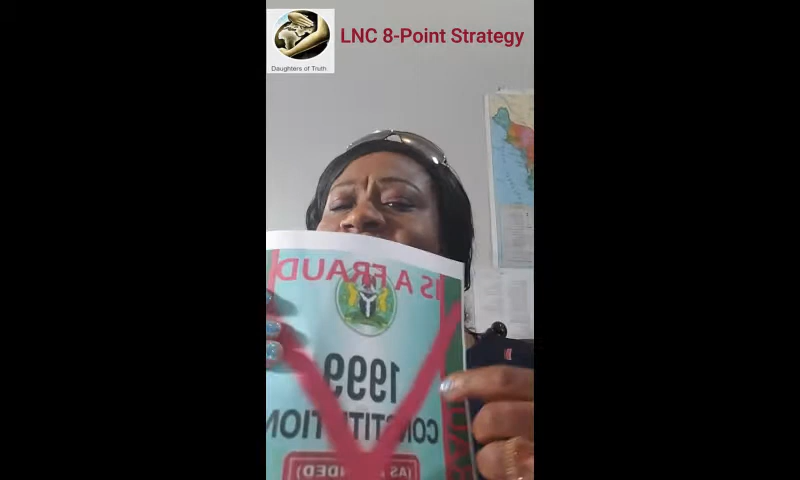 LNC 8-Point Strategy
Daughters of Truth
IS A FRAUD
1999
CONSTITUTION
(AS AMENDED)